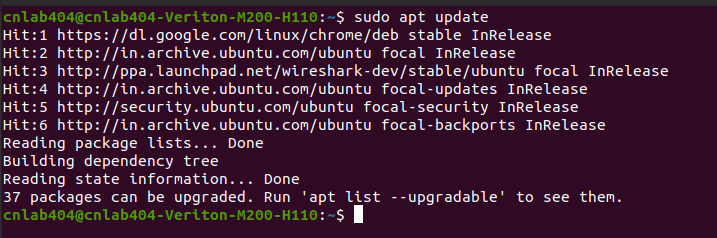 cnlab404@cnlab404-Veriton-M200-H110:~$ sudo apt update
Hit:1 https://dl.google.com/linux/chrome/deb stable InRelease
Hit:2 http://in.archive.ubuntu.com/ubuntu focal InRelease
Hit:3 http://ppa.launchpad.net/wireshark-dev/stable/ubuntu focal InRelease
Hit:4 http://in.archive.ubuntu.com/ubuntu focal-updates InRelease
Hit:5 http://security.ubuntu.com/ubuntu focal-security InRelease
Hit:6 http://in.archive.ubuntu.com/ubuntu focal-backports InRelease
Reading package lists... Done
Building dependency tree
Reading state information... Done
37 packages can be upgraded. Run 'apt list --upgradable' to see them.
cnlab404@cnlab404-Veriton-M200-H110:~$